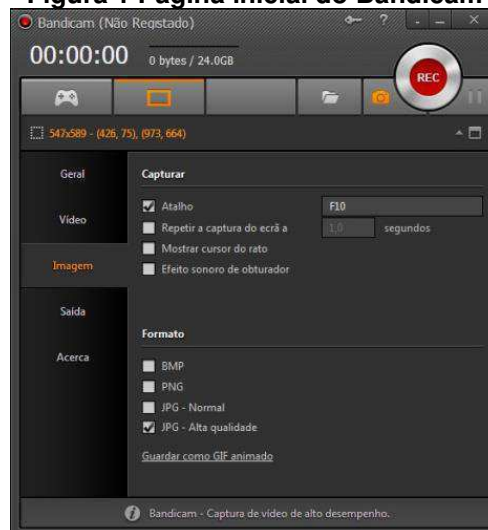 Figura 1 Página inicial do Bandicam
Bandicam (Não Registado)
00:00:00 0 bytes / 24.0GB
REC
547x589 - (426, 75), (973, 664)
Geral
Capturar
Atalho F10
Vídeo
Repetir a captura do ecrã a 1,0 segundos
Mostrar cursor do rato
Imagem
Efeito sonoro de obturador
Saída
Formato
Acerca
BMP
PNG
JPG - Normal
JPG - Alta qualidade
Guardar como GIF animado
Bandicam - Captura de vídeo de alto desempenho.